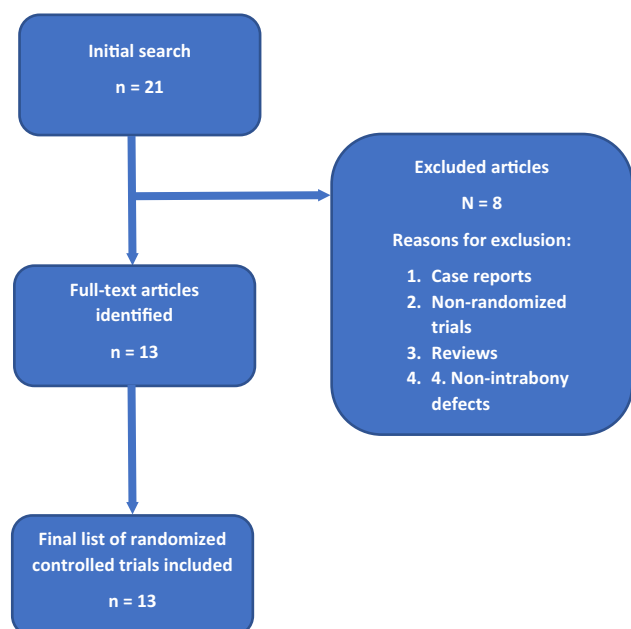 Initial search
n = 21
Excluded articles
N = 8
Reasons for exclusion:
1. Case reports
2. Non-randomized
trials
3. Reviews
4. 4. Non-intrabony
defects
Full-text articles
identified
n = 13
Final list of randomized
controlled trials included
n = 13